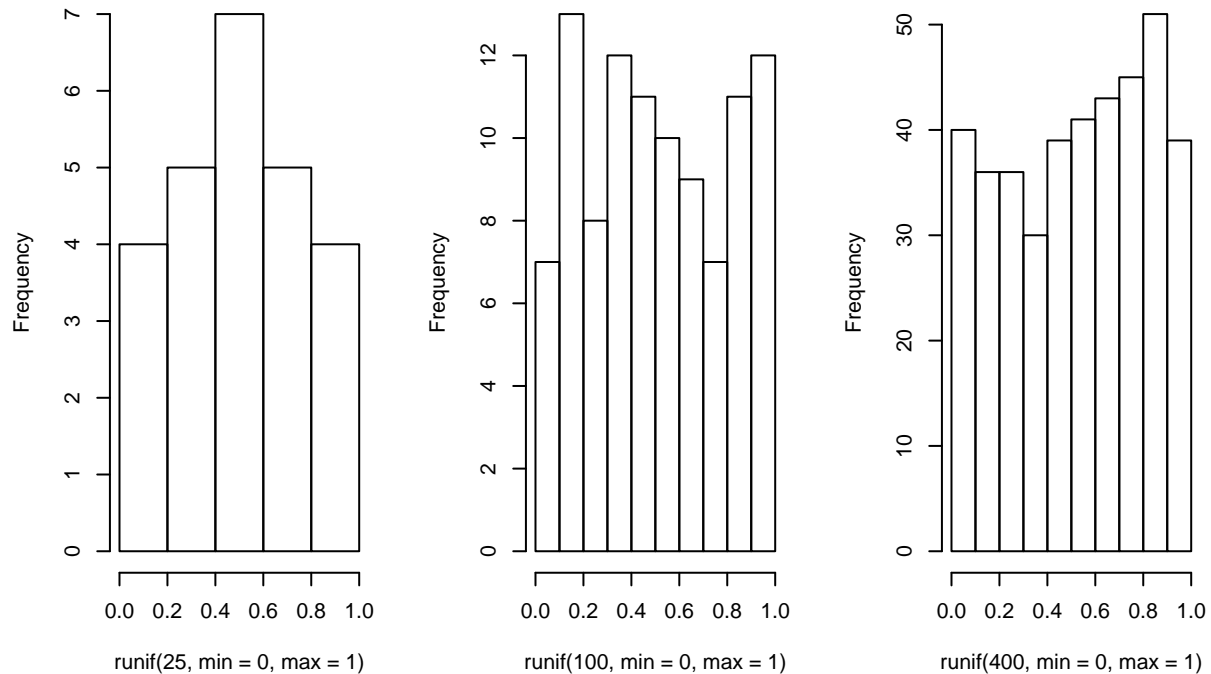 7
6
5
4
3
2
1
0
Frequency
0.0 0.2 0.4 0.6 0.8 1.0
runif(25, min = 0, max = 1)
12
10
8
6
4
2
0
Frequency
0.0 0.2 0.4 0.6 0.8 1.0
runif(100, min = 0, max = 1)
50
40
30
20
10
0
Frequency
0.0 0.2 0.4 0.6 0.8 1.0
runif(400, min = 0, max = 1)